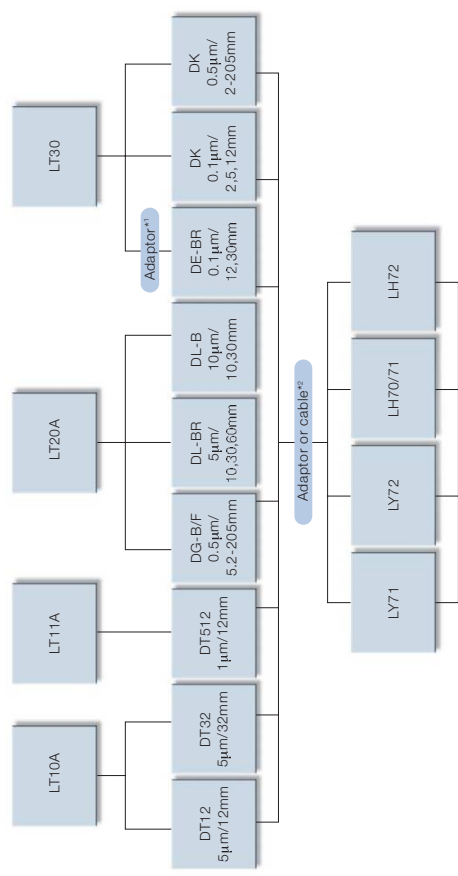 LT10A
LT11A
LT20A
LT30
Adaptor*1
DT12
5μm/12mm
DT32
5μm/32mm
DT512
1μm/12mm
DG-B/F
0.5μm/
5.2-205mm
DL-BR
5μm/
10,30,60mm
DL-B
10μm/
10,30mm
DE-BR
0.1μm/
12,30mm
DK
0.1μm/
2,5,12mm
DK
0.5μm/
2-205mm
Adaptor or cable*2
LY71
LY72
LH70/71
LH72